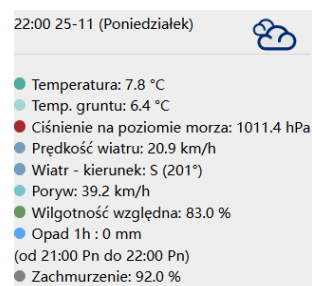 22:00 25-11 (Poniedziałek)
Temperatura: 7.8 °C
Temp. gruntu: 6.4 °C
Ciśnienie na poziomie morza: 1011.4 hPa
Prędkość wiatru: 20.9 km/h
Wiatr - kierunek: S (201°)
Poryw: 39.2 km/h
Wilgotność względna: 83.0 %
Opad 1h : 0 mm
(od 21:00 Pn do 22:00 Pn)
Zachmurzenie: 92.0 %